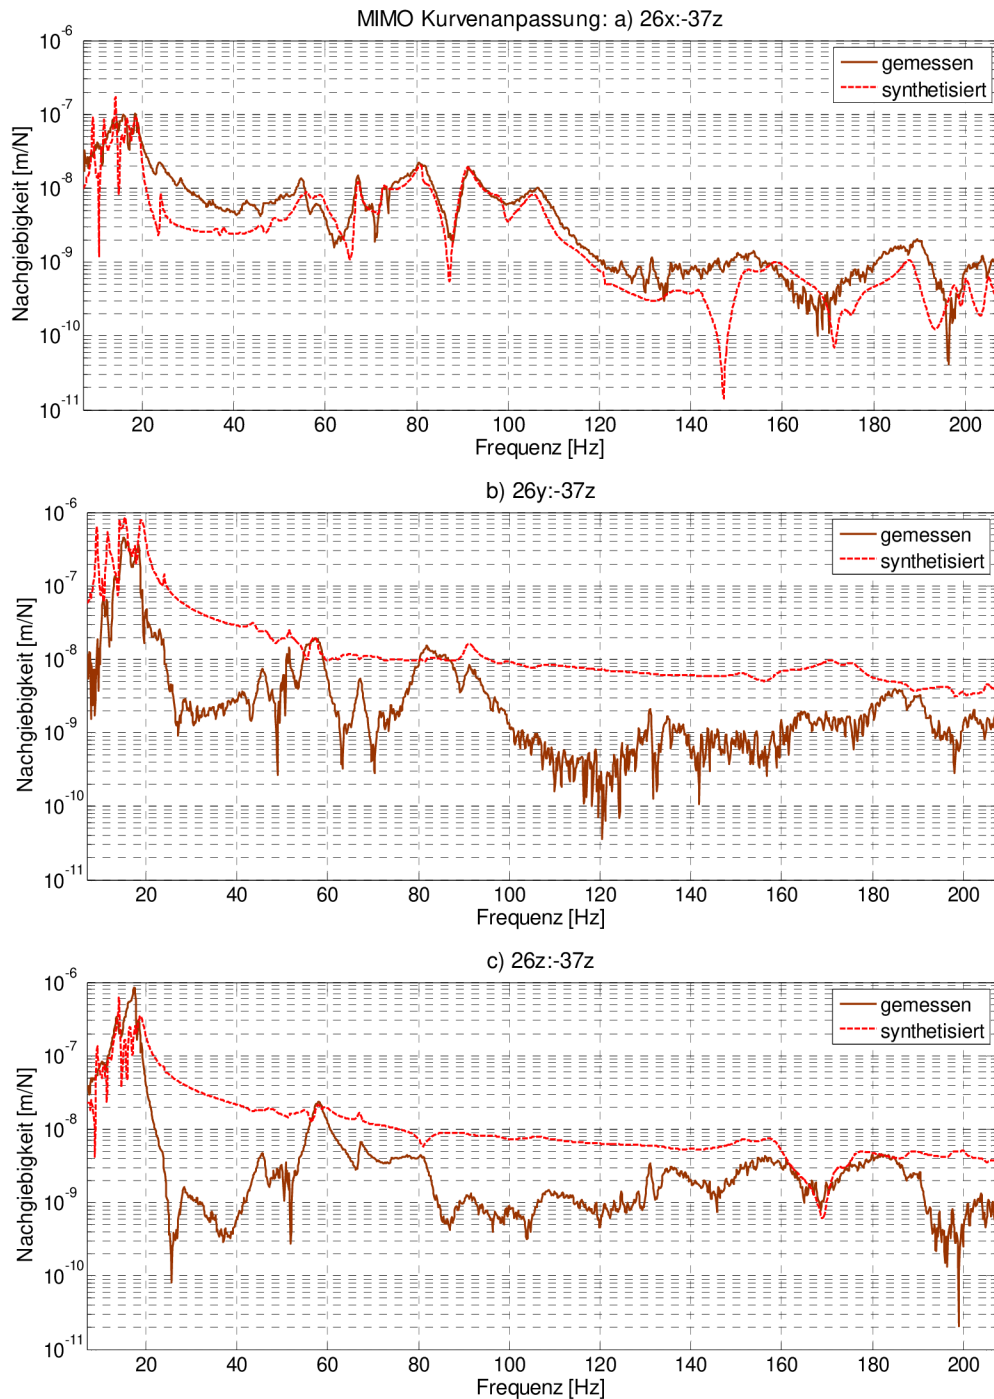 MIMO Kurvenanpassung: a) 26x:-37z
gemessen
synthetisiert
Nachgiebigkeit [m/N]
10^-6
10^-7
10^-8
10^-9
10^-10
10^-11
20 40 60 80 100 120 140 160 180 200
Frequenz [Hz]
b) 26y:-37z
gemessen
synthetisiert
Nachgiebigkeit [m/N]
10^-6
10^-7
10^-8
10^-9
10^-10
10^-11
20 40 60 80 100 120 140 160 180 200
Frequenz [Hz]
c) 26z:-37z
gemessen
synthetisiert
Nachgiebigkeit [m/N]
10^-6
10^-7
10^-8
10^-9
10^-10
10^-11
20 40 60 80 100 120 140 160 180 200
Frequenz [Hz]